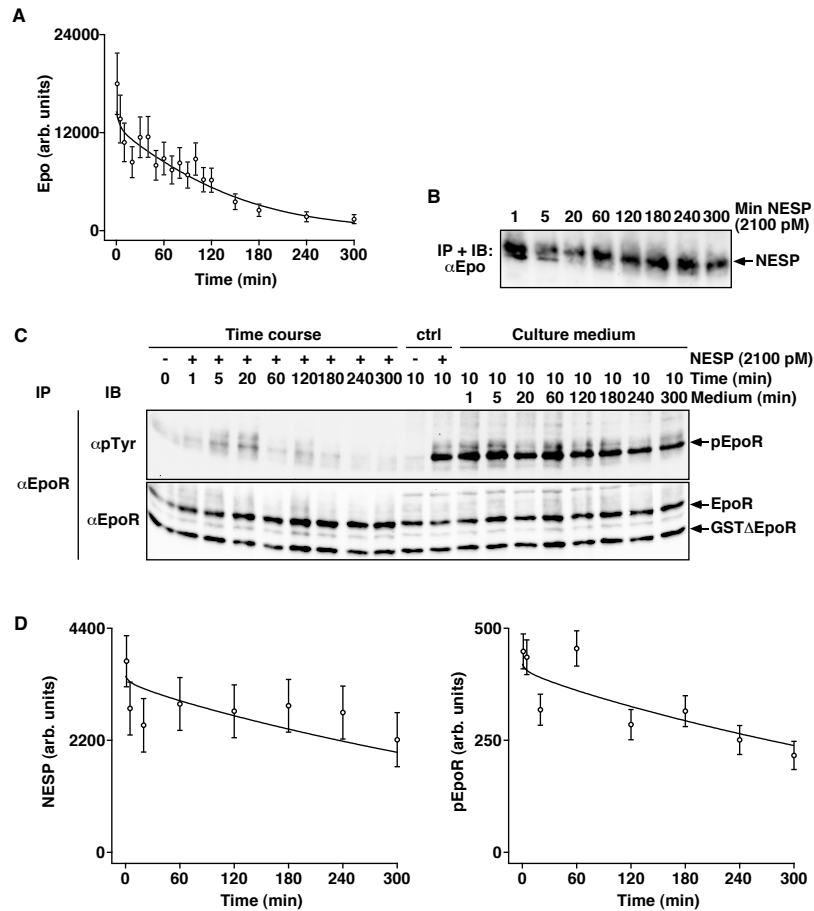 A
24000
12000
0
Epo (arb. units)
0 60 120 180 240 300
Time (min)
B
1 5 20 60 120 180 240 300 Min NESP
(2100 pM)
IP + IB:
αEpo
NESP
C
Time course ctrl Culture medium
- + + + + + + + + - + NESP (2100 pM)
0 1 5 20 60 120 180 240 300 10 10 10 10 10 10 10 10 10 10 Time (min)
1 5 20 60 120 180 240 300 Medium (min)
IP IB
αpTyr
pEpoR
αEpoR
αEpoR
EpoR
GSTΔEpoR
D
4400
2200
0
NESP (arb. units)
0 60 120 180 240 300
Time (min)
500
250
0
pEpoR (arb. units)
0 60 120 180 240 300
Time (min)